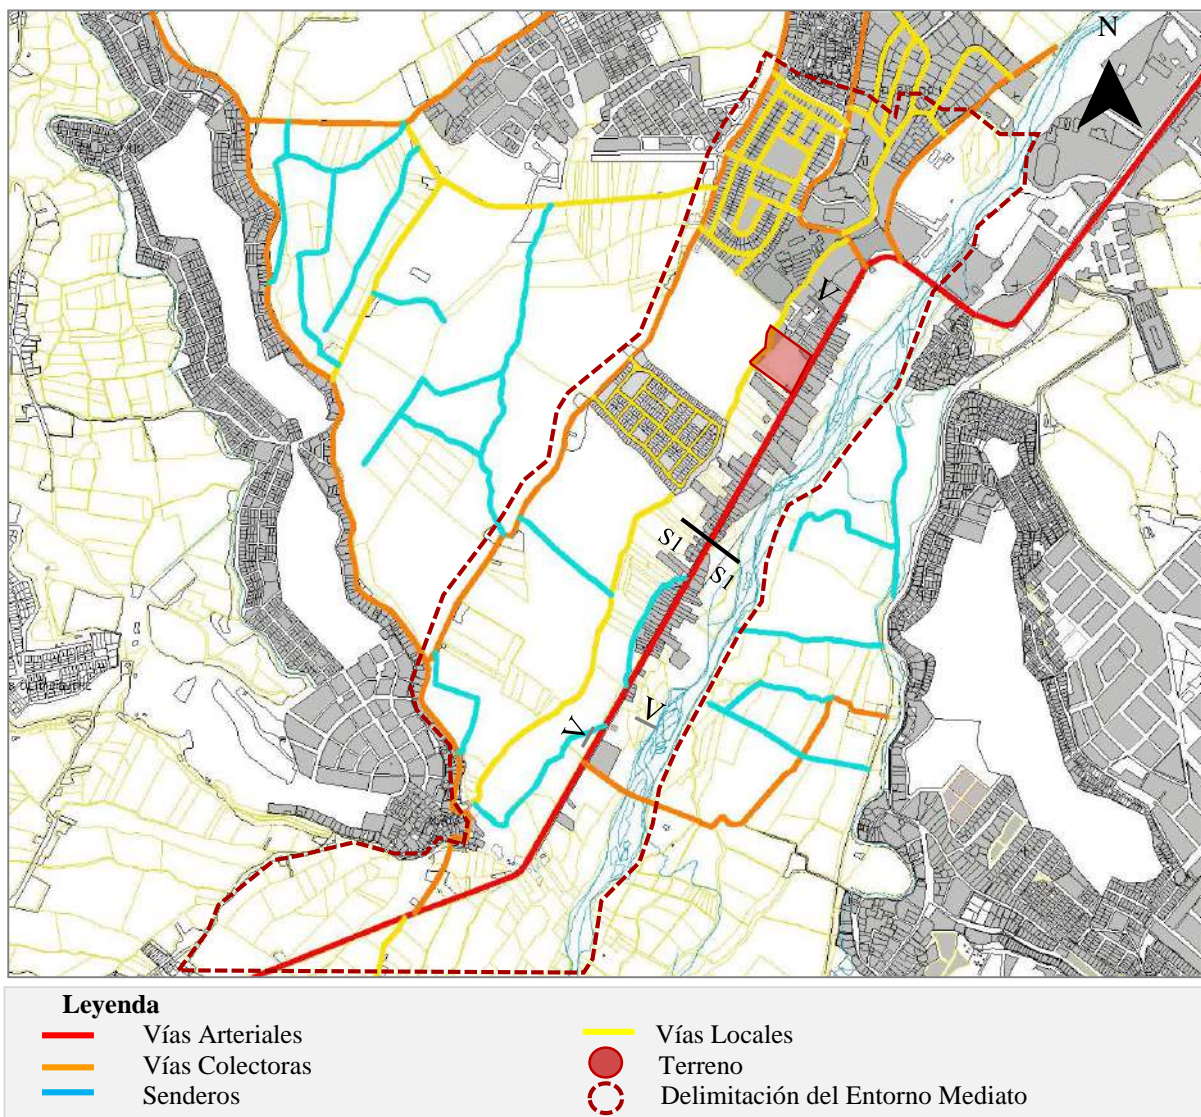 N
V
S1
S1
V
V
Leyenda
Vías Arteriales
Vías Locales
Vías Colectoras
Terreno
Senderos
Delimitación del Entorno Mediato